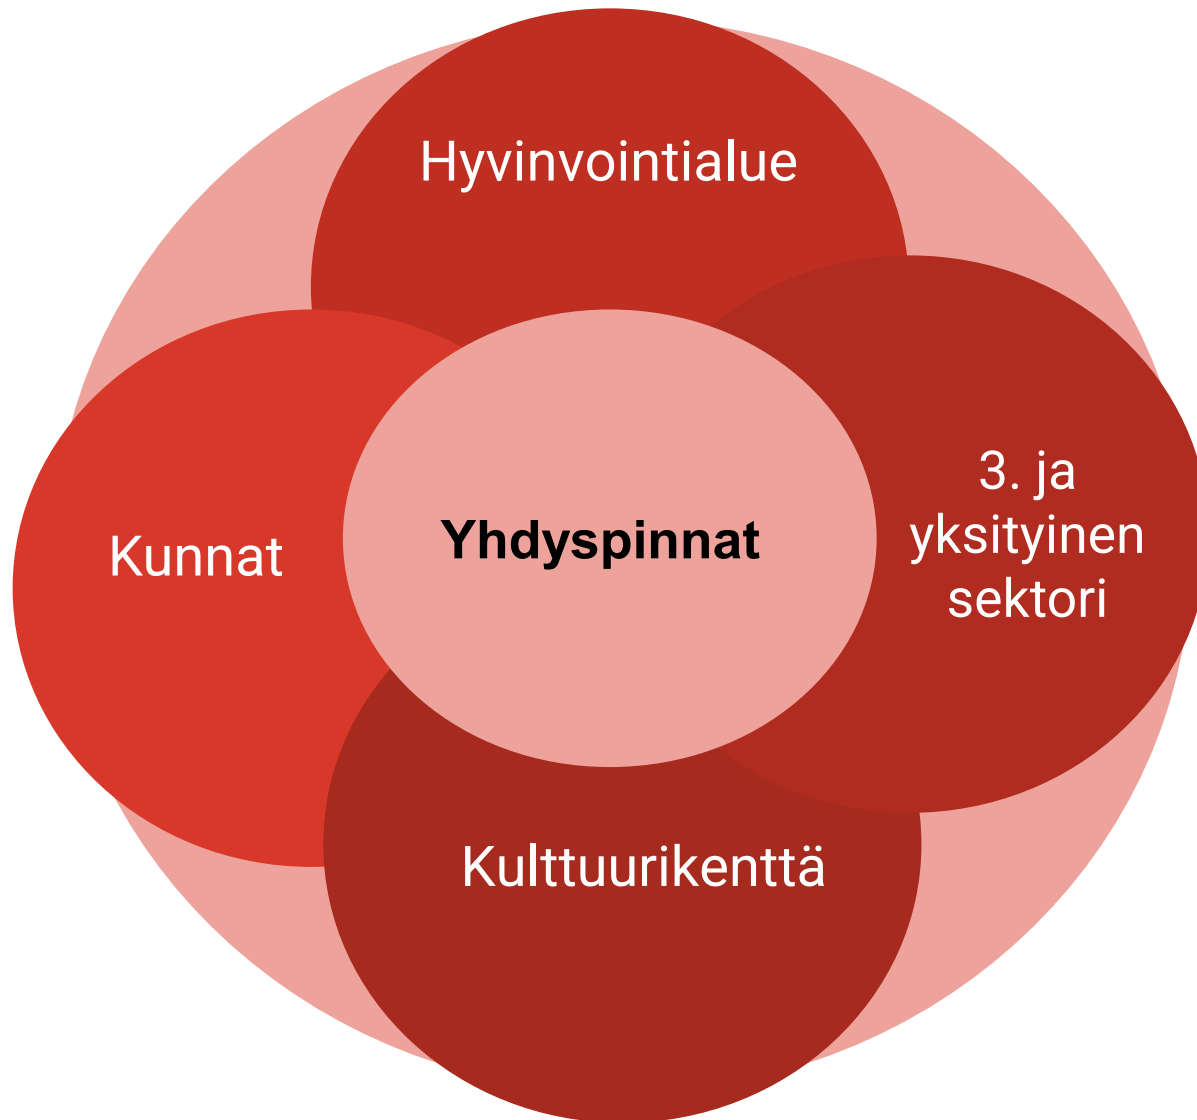 Hyvinvointialue
3. ja
yksityinen
sektori
Yhdyspinnat
Kunnat
Kulttuurikenttä